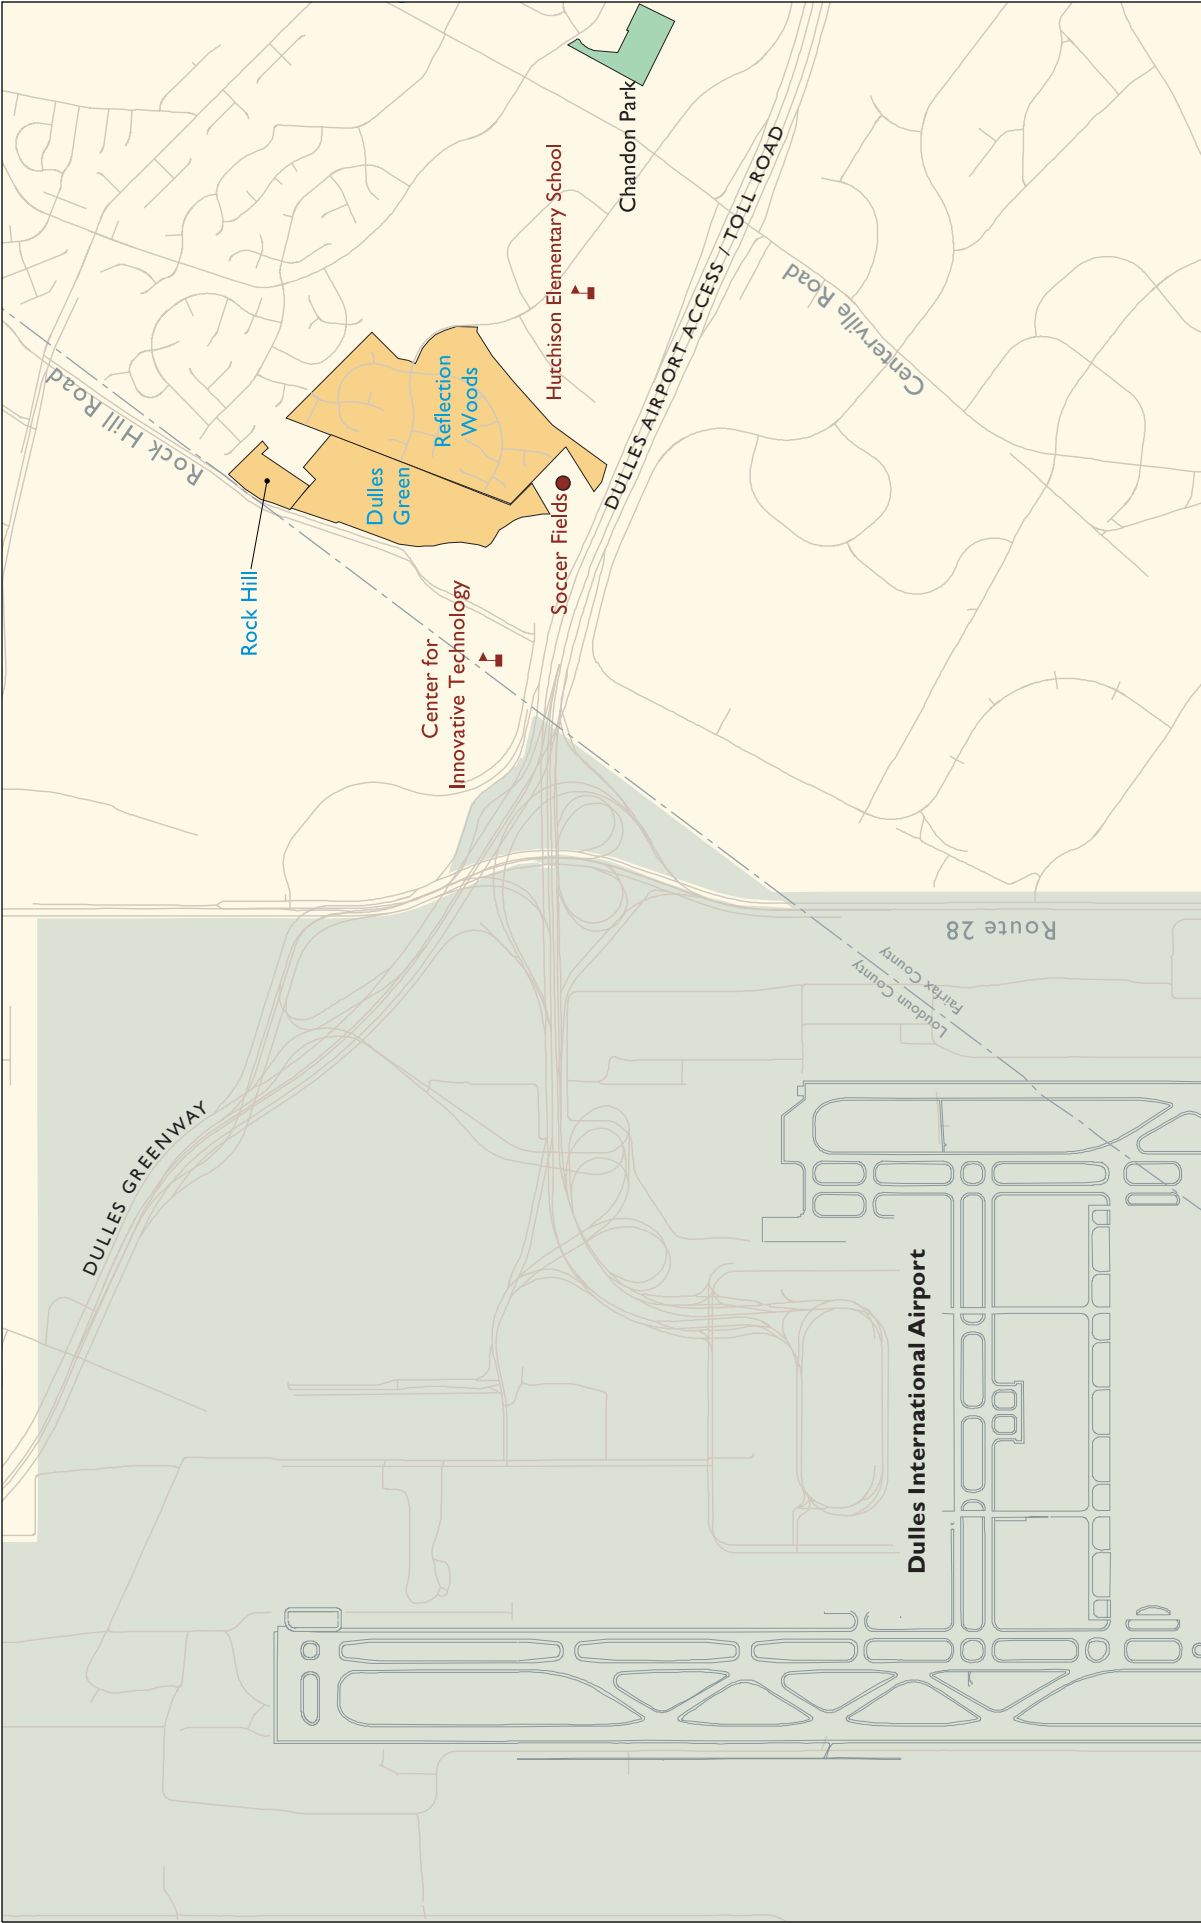 Chandon Park
Hutchison Elementary School
DULLES AIRPORT ACCESS / TOLL ROAD
Centerville Road
Rock Hill Road
Reflection
Woods
Dulles
Green
Soccer Fields
Rock Hill
Center for
Innovative Technology
Route 28
Fairfax County
Loudoun County
DULLES GREENWAY
Dulles International Airport